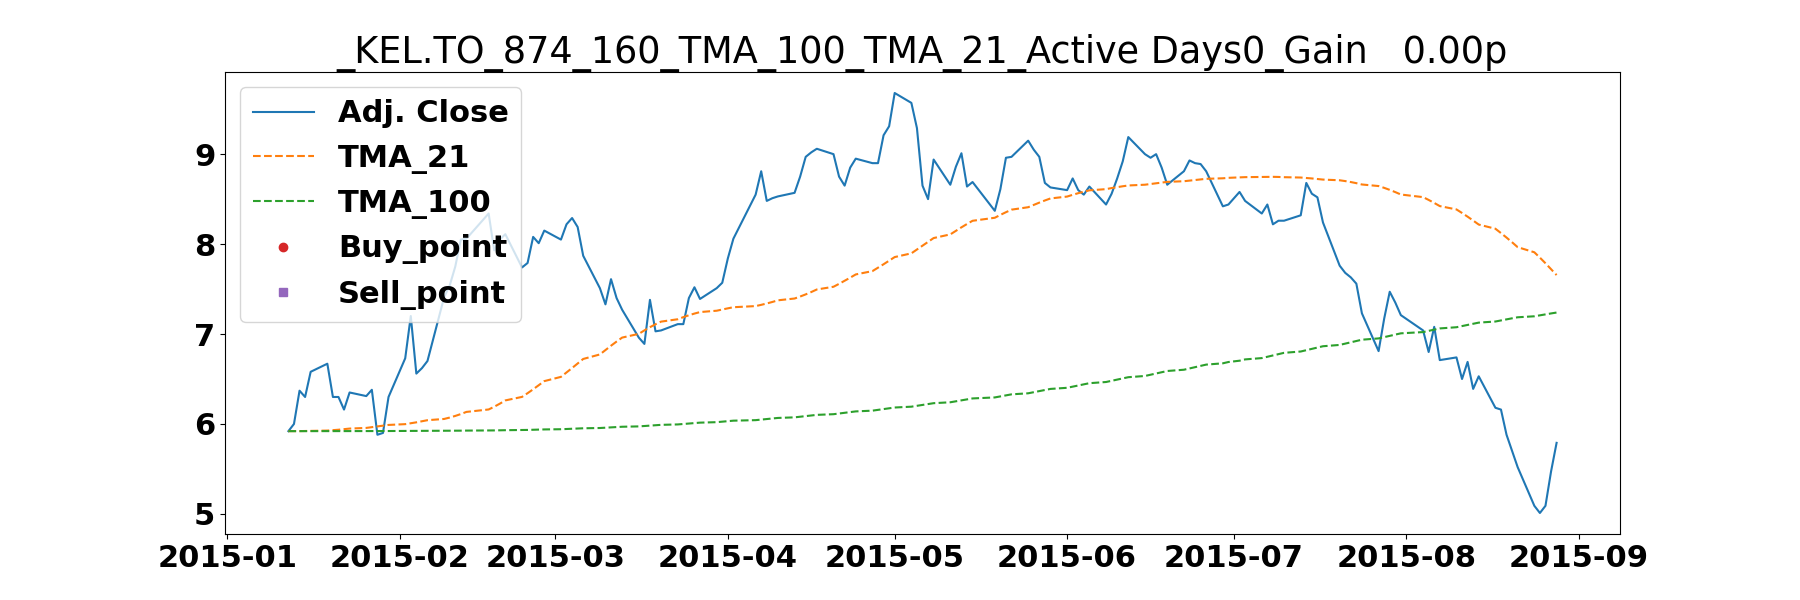 _KEL.TO_874_160_TMA_100_TMA_21_Active Days0_Gain   0.00p
Adj. Close
TMA_21
TMA_100
Buy_point
Sell_point
9
8
7
6
5
2015-01 2015-02 2015-03 2015-04 2015-05 2015-06 2015-07 2015-08 2015-09